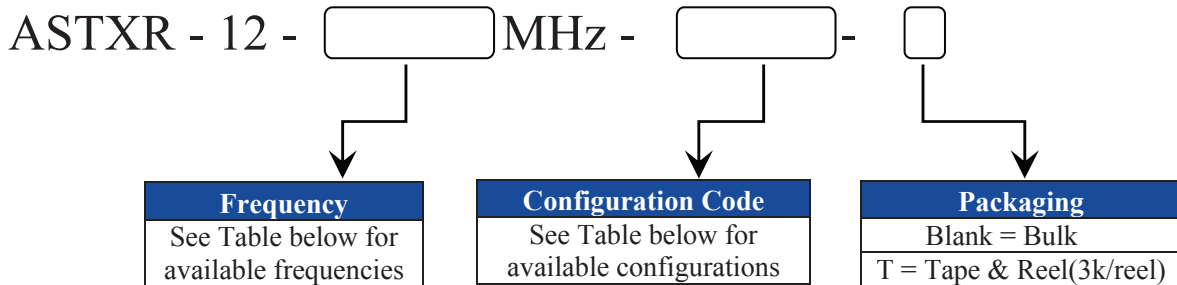 ASTXR - 12 - MHz - -
Frequency
See Table below for
available frequencies
Configuration Code
See Table below for
available configurations
Packaging
Blank = Bulk
T = Tape & Reel(3k/reel)